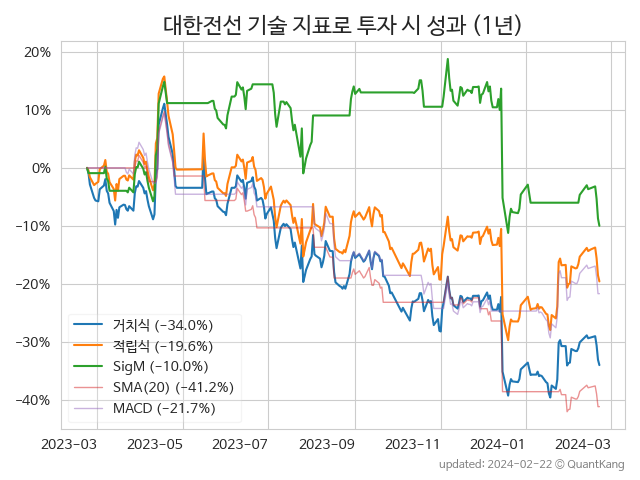 대한전선 기술 지표로 투자 시 성과 (1년)
20%
10%
0%
−10%
−20%
−30%
−40%
거치식 (−34.0%)
적립식 (−19.6%)
SigM (−10.0%)
SMA(20) (−41.2%)
MACD (−21.7%)
2023−03 2023−05 2023−07 2023−09 2023−11 2024−01 2024−03
updated: 2024−02−22 © QuantKang